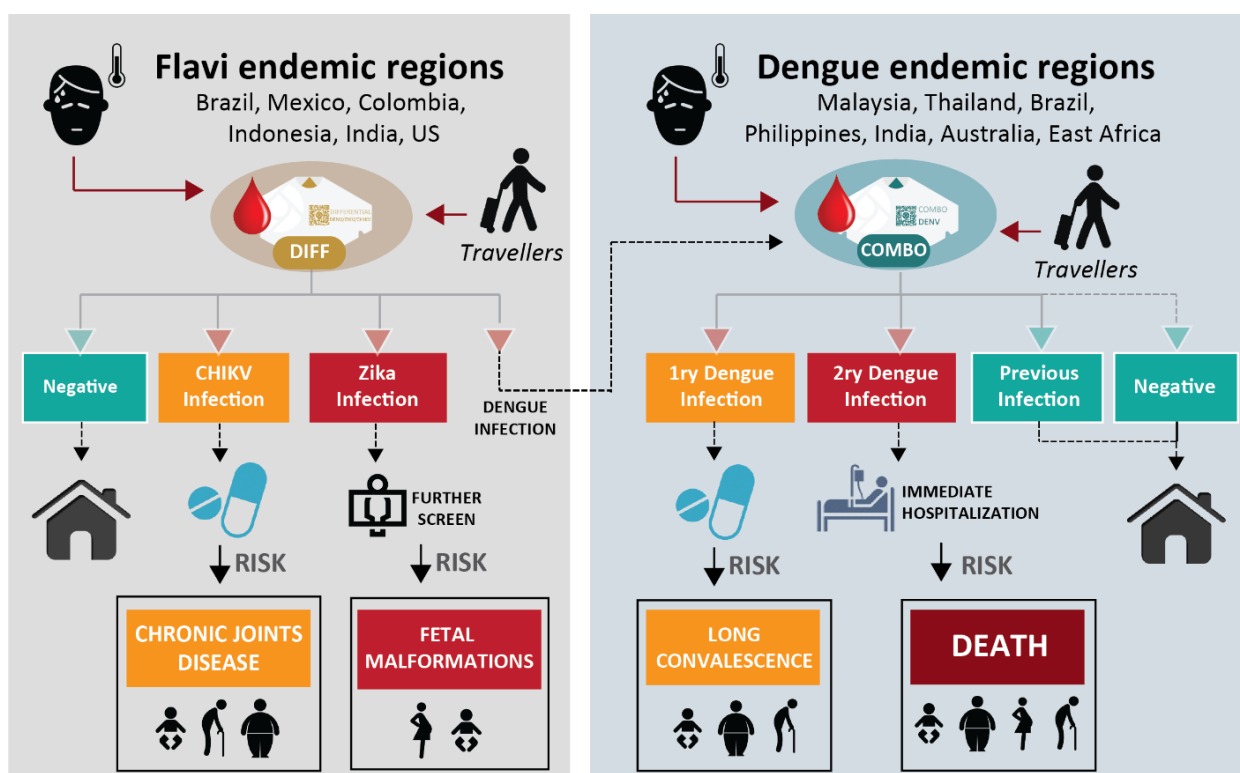 Flavi endemic regions
Brazil, Mexico, Colombia,
Indonesia, India, US
DIFFERENTIAL
DIFF
Travellers
Negative
CHIKV
Infection
Zika
Infection
DENGUE
INFECTION
FURTHER
SCREEN
RISK
RISK
CHRONIC JOINTS
DISEASE
FETAL
MALFORMATIONS
Dengue endemic regions
Malaysia, Thailand, Brazil,
Philippines, India, Australia, East Africa
COMBO
DENV
COMBO
Travellers
1ry Dengue
Infection
2ry Dengue
Infection
Previous
Infection
Negative
IMMEDIATE
HOSPITALIZATION
RISK
RISK
LONG
CONVALESCENCE
DEATH